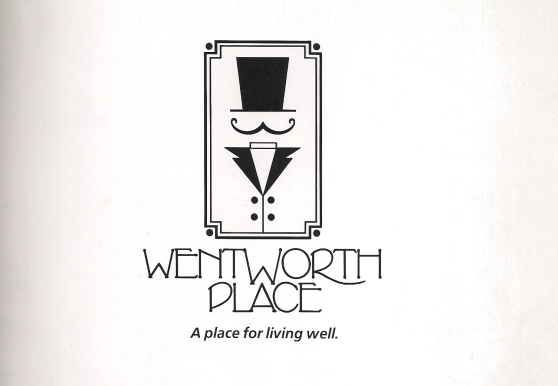 WENTWORTH
PLACE
A place for living well.